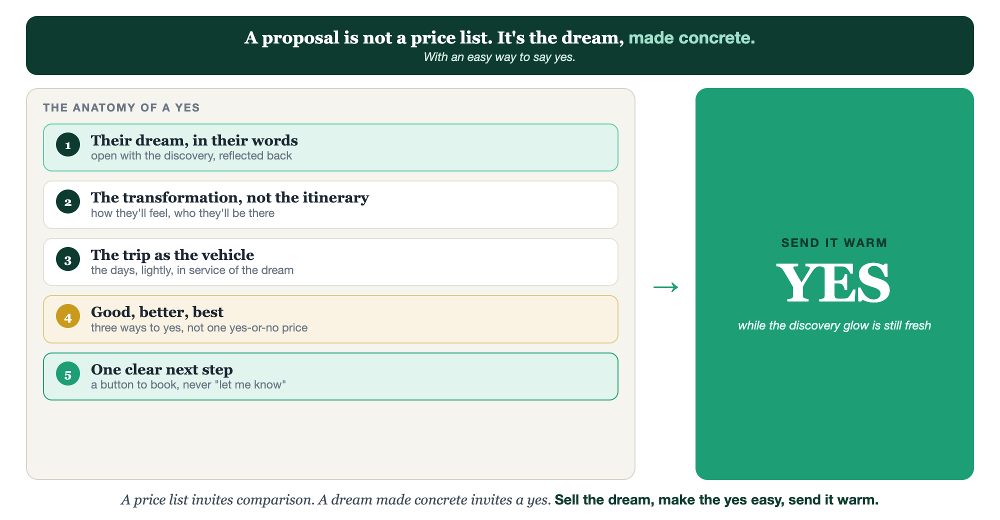 A proposal is not a price list. It's the dream, made concrete.
With an easy way to say yes.
THE ANATOMY OF A YES
1
Their dream, in their words
open with the discovery, reflected back
2
The transformation, not the itinerary
how they'll feel, who they'll be there
3
The trip as the vehicle
the days, lightly, in service of the dream
4
Good, better, best
three ways to yes, not one yes-or-no price
5
One clear next step
a button to book, never "let me know"
→
SEND IT WARM
YES
while the discovery glow is still fresh
A price list invites comparison. A dream made concrete invites a yes. Sell the dream, make the yes easy, send it warm.